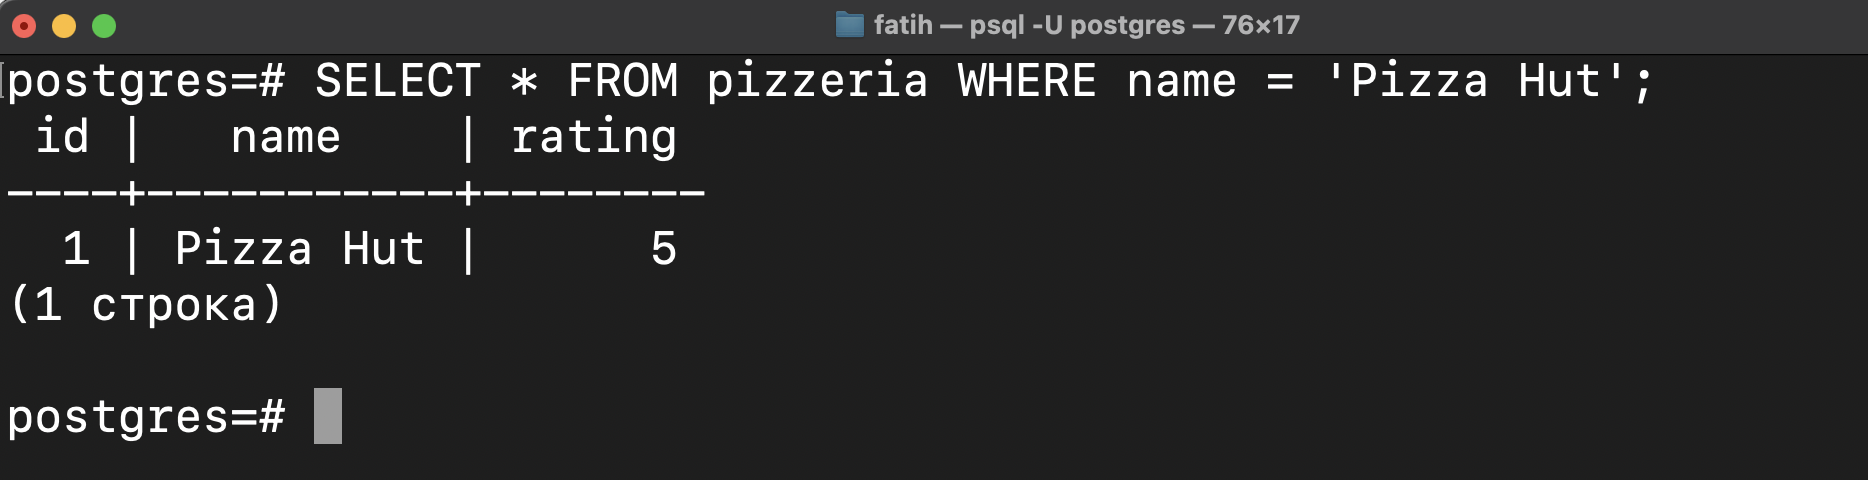 fatih — psql -U postgres — 76×17
postgres=# SELECT * FROM pizzeria WHERE name = 'Pizza Hut';
 id |   name    | rating
----+-----------+--------
  1 | Pizza Hut |      5
(1 строка)
postgres=#